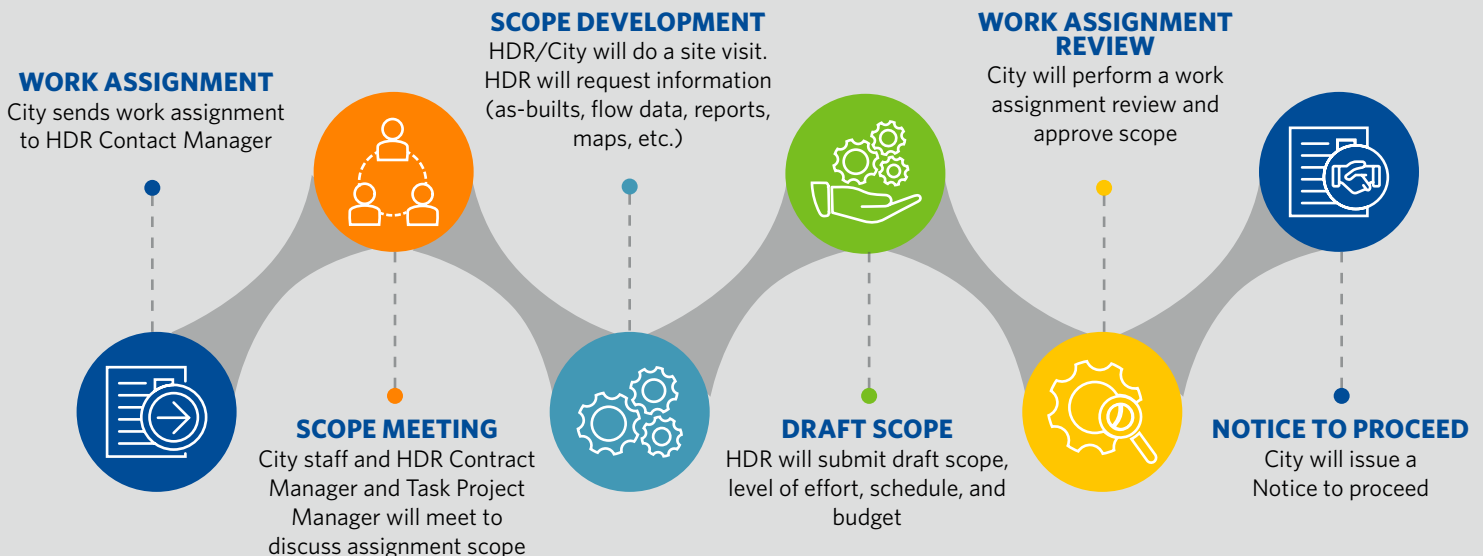 WORK ASSIGNMENT
City sends work assignment
to HDR Contact Manager
SCOPE MEETING
City staff and HDR Contract
Manager and Task Project
Manager will meet to
discuss assignment scope
SCOPE DEVELOPMENT
HDR/City will do a site visit.
HDR will request information
(as-builts, flow data, reports,
maps, etc.)
DRAFT SCOPE
HDR will submit draft scope,
level of effort, schedule, and
budget
WORK ASSIGNMENT
REVIEW
City will perform a work
assignment review and
approve scope
NOTICE TO PROCEED
City will issue a
Notice to proceed